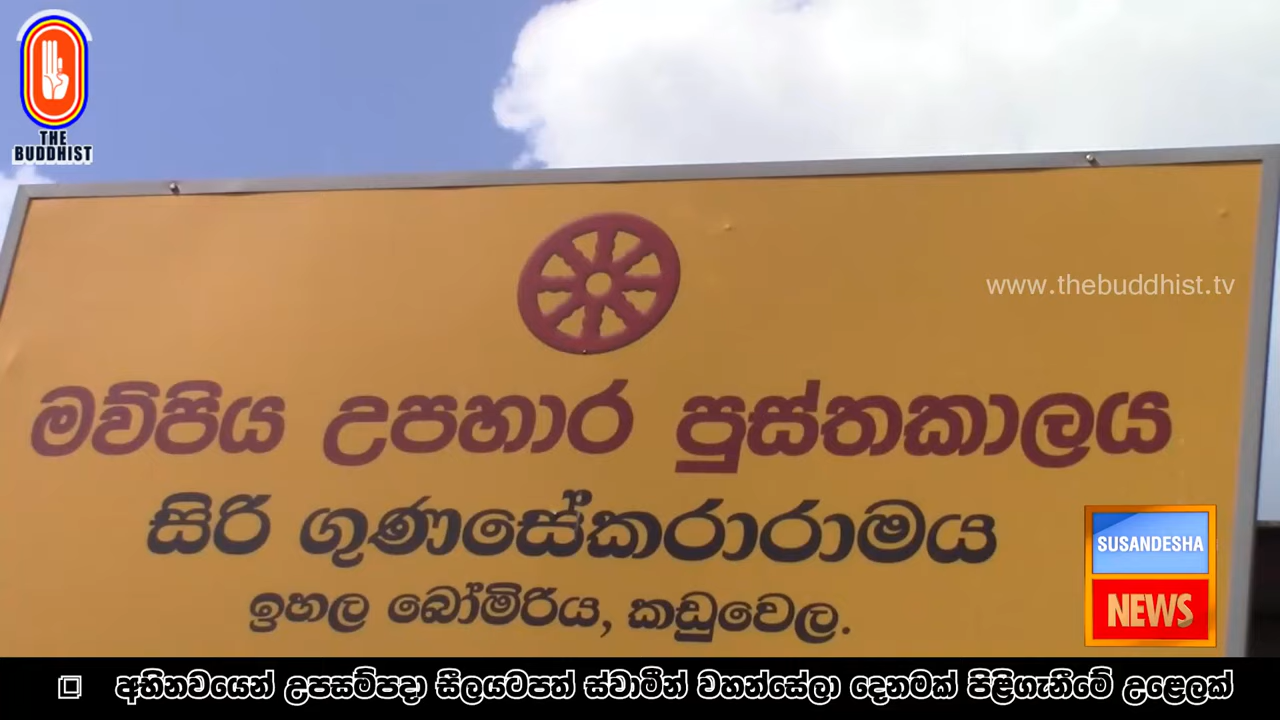 THE
BUDDHIST
www.thebuddhist.tv
මව්පිය උපහාර පුස්තකාලය
සිරි ගුණසේකරාරාමය
ඉහල බෝමිරිය, කඩුවෙල.
SUSANDESHA
NEWS
අභිනවයෙන් උපසම්පදා සීලයටපත් ස්වාමීන් වහන්සේලා දෙනමක් පිළිගැනීමේ උළෙලක්